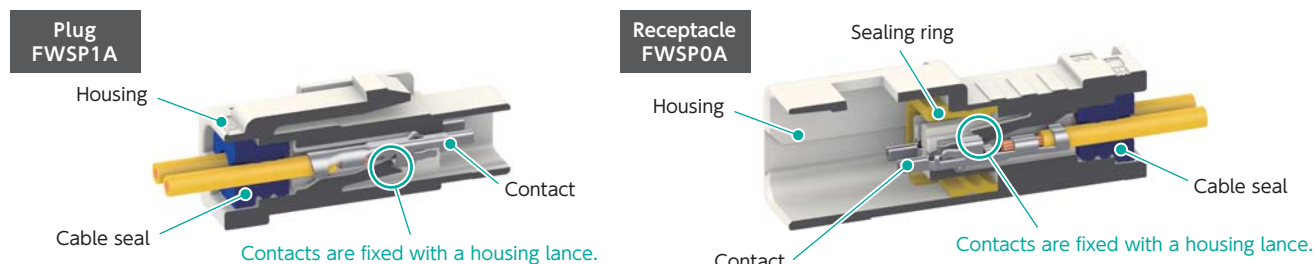 Plug
FWSP1A
Housing
Contact
Cable seal
Contacts are fixed with a housing lance.
Receptacle
FWSP0A
Sealing ring
Housing
Cable seal
Contacts are fixed with a housing lance.
Contact